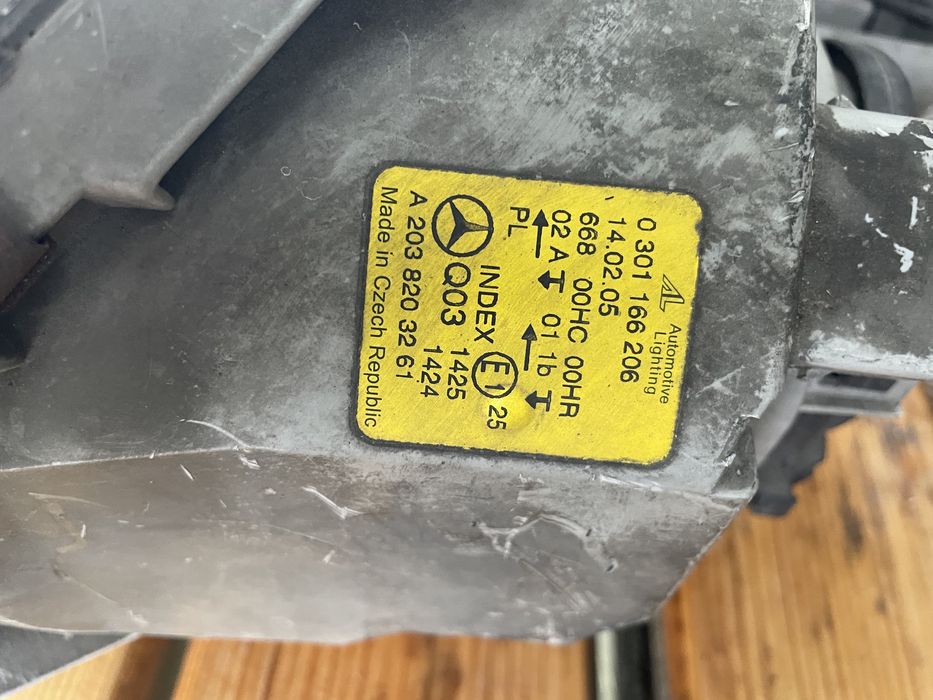 AL Automotive
Lighting
0 301 166 206
14.02.05
668 00HC 00HR
02 A 01 1b
PL
INDEX E1 25
Q03 1425
1424
A 203 820 32 61
Made in Czech Republic